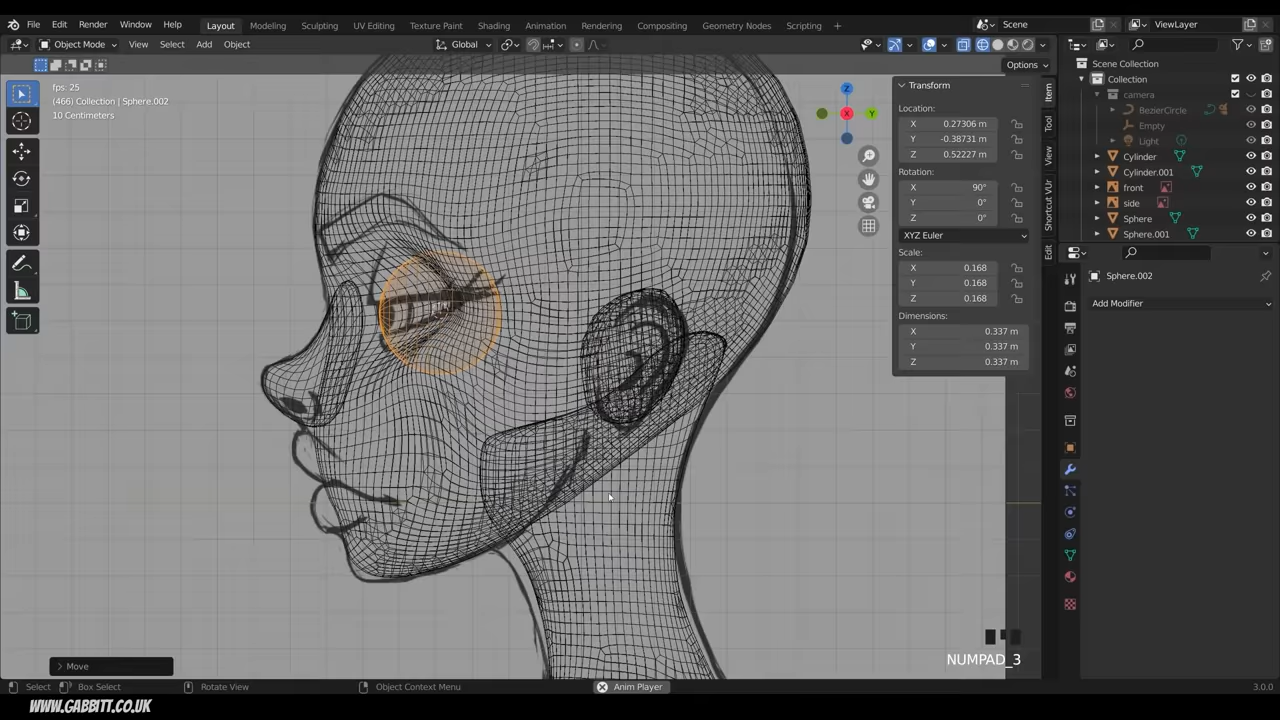 File Edit Render Window Help Layout Modeling Sculpting UV Editing Texture Paint Shading Animation Rendering Compositing Geometry Nodes Scripting + Scene ViewLayer
Object Mode View Select Add Object Global
Options
fps: 25
(466) Collection | Sphere.002
10 Centimeters
Z
X
Y
Transform
Location:
X 0.27306 m
Y -0.38731 m
Z 0.52227 m
Rotation:
X 90°
Y 0°
Z 0°
XYZ Euler
Scale:
X 0.168
Y 0.168
Z 0.168
Dimensions:
X 0.337 m
Y 0.337 m
Z 0.337 m
Item
Tool
View
Shortcut VUr
Edit
Scene Collection
Collection
camera
BezierCircle
Empty
Light
Cylinder
Cylinder.001
front
side
Sphere
Sphere.001
Sphere.002
Add Modifier
NUMPAD_3
> Move
Select Box Select Rotate View Object Context Menu Anim Player 3.0.0
WWW.GABBITT.CO.UK